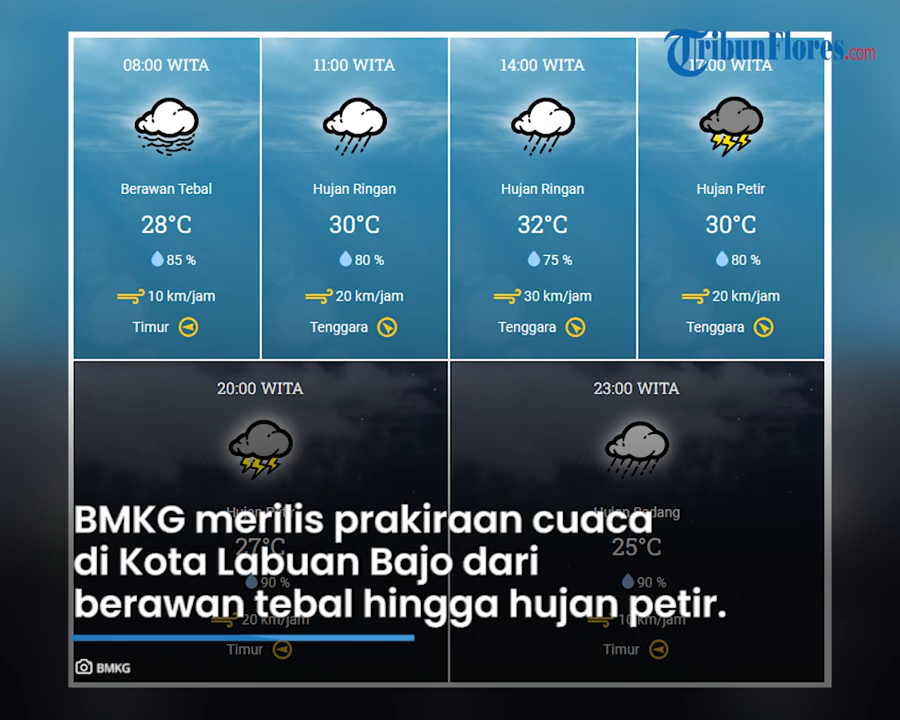 TribunFlores.com
08:00 WITA
11:00 WITA
14:00 WITA
17:00 WITA
Berawan Tebal
Hujan Ringan
Hujan Ringan
Hujan Petir
28°C
30°C
32°C
30°C
85 %
80 %
75 %
80 %
10 km/jam
20 km/jam
30 km/jam
20 km/jam
Timur
Tenggara
Tenggara
Tenggara
20:00 WITA
23:00 WITA
Hujan Petir
Hujan Sedang
27°C
25°C
90 %
90 %
20 km/jam
10 km/jam
Timur
Timur
BMKG merilis prakiraan cuaca
di Kota Labuan Bajo dari
berawan tebal hingga hujan petir.
BMKG